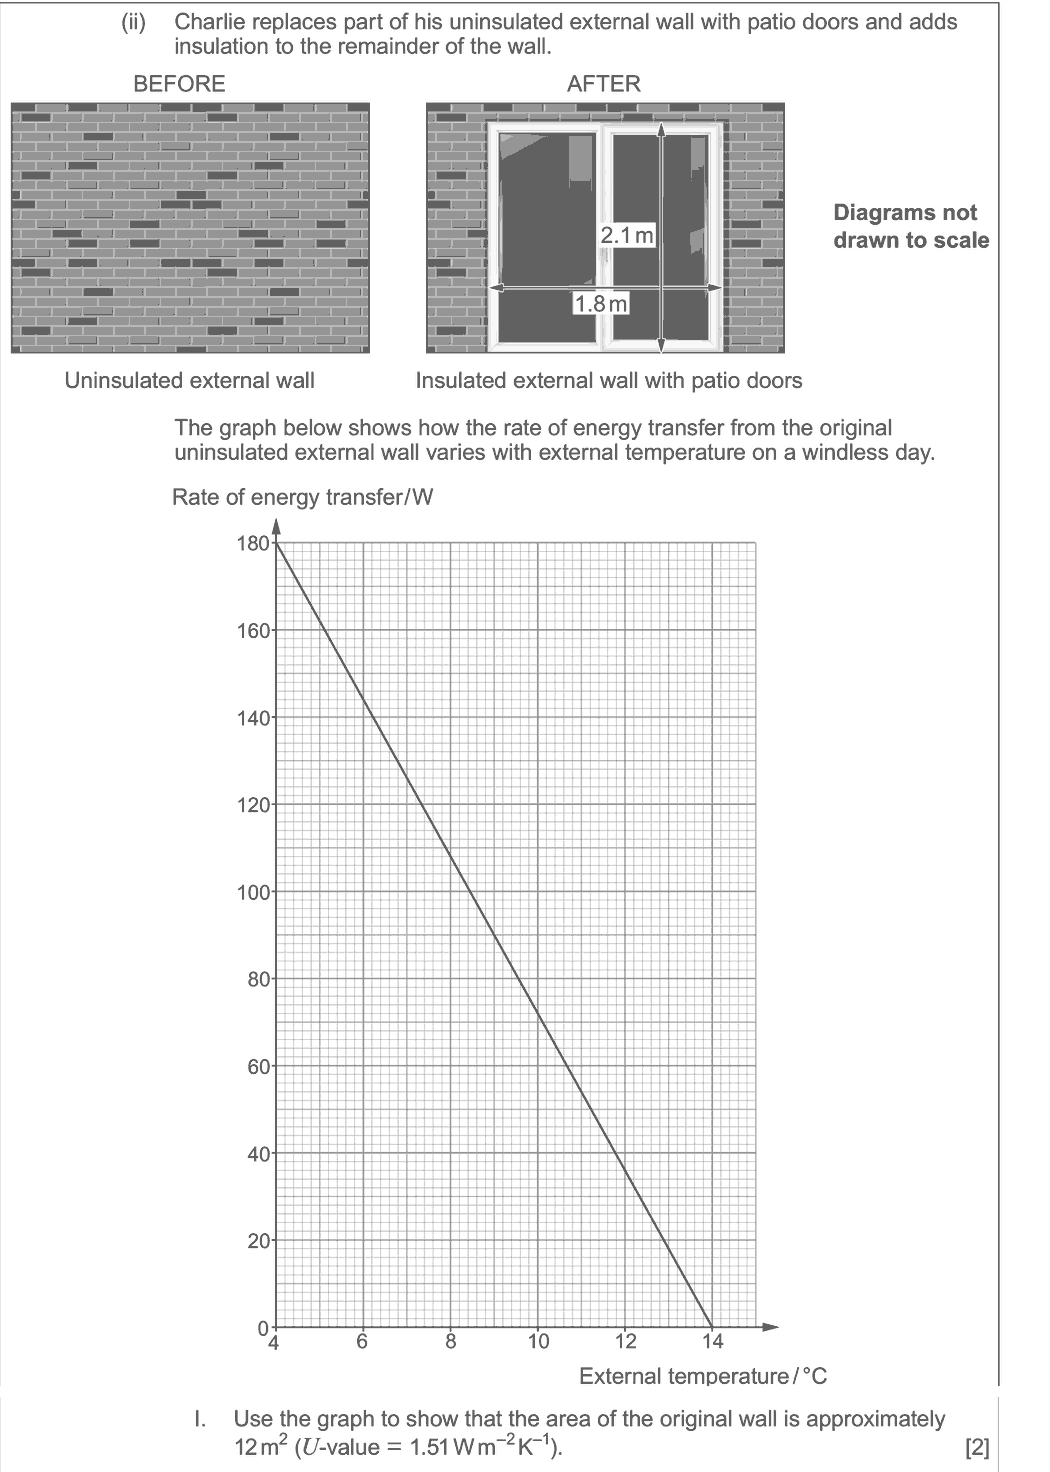 (ii) Charlie replaces part of his uninsulated external wall with patio doors and adds
insulation to the remainder of the wall.
BEFORE
AFTER
2.1 m
1.8 m
Diagrams not
drawn to scale
Uninsulated external wall
Insulated external wall with patio doors
The graph below shows how the rate of energy transfer from the original
uninsulated external wall varies with external temperature on a windless day.
Rate of energy transfer/W
180
160
140
120
100
80
60
40
20
0
4 6 8 10 12 14
External temperature/°C
I. Use the graph to show that the area of the original wall is approximately
12 m² (U-value = 1.51 W m⁻² K⁻¹). [2]